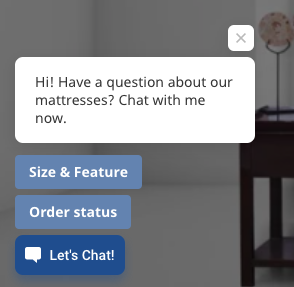 Hi! Have a question about our
mattresses? Chat with me
now.
Size & Feature
Order status
Let's Chat!